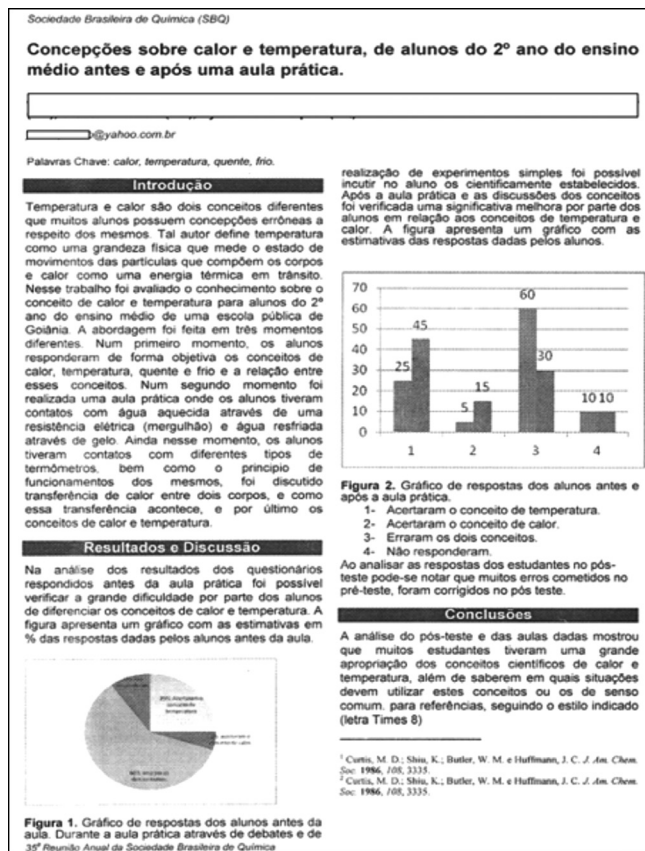 Sociedade Brasileira de Química (SBQ)
Concepções sobre calor e temperatura, de alunos do 2º ano do ensino
médio antes e após uma aula prática.
@yahoo.com.br
Palavras Chave: calor, temperatura, quente, frio.
Introdução
Temperatura e calor são dois conceitos diferentes
que muitos alunos possuem concepções errôneas a
respeito dos mesmos. Tal autor define temperatura
como uma grandeza física que mede o estado de
movimentos das partículas que compõem os corpos
e calor como uma energia térmica em trânsito.
Nesse trabalho foi avaliado o conhecimento sobre o
conceito de calor e temperatura para alunos do 2º
ano do ensino médio de uma escola pública de
Goiânia. A abordagem foi feita em três momentos
diferentes. Num primeiro momento, os alunos
responderam de forma objetiva os conceitos de
calor, temperatura, quente e frio e a relação entre
esses conceitos. Num segundo momento foi
realizada uma aula prática onde os alunos tiveram
contatos com água aquecida através de uma
resistência elétrica (mergulhão) e água resfriada
através de gelo. Ainda nesse momento, os alunos
tiveram contatos com diferentes tipos de
termômetros, bem como o principio de
funcionamentos dos mesmos, foi discutido
transferência de calor entre dois corpos, e como
essa transferência acontece, e por último os
conceitos de calor e temperatura.
Resultados e Discussão
Na análise dos resultados dos questionários
respondidos antes da aula prática foi possível
verificar a grande dificuldade por parte dos alunos
de diferenciar os conceitos de calor e temperatura. A
figura apresenta um gráfico com as estimativas em
% das respostas dadas pelos alunos antes da aula.
Figura 1. Gráfico de respostas dos alunos antes da
aula. Durante a aula prática através de debates e de
35ª Reunião Anual da Sociedade Brasileira de Química
realização de experimentos simples foi possível
incutir no aluno os cientificamente estabelecidos.
Após a aula prática e as discussões dos conceitos
foi verificada uma significativa melhora por parte dos
alunos em relação aos conceitos de temperatura e
calor. A figura apresenta um gráfico com as
estimativas das respostas dadas pelos alunos.
70
60
50
40
30
20
10
0
25
45
5
15
60
30
10 10
1 2 3 4
Figura 2. Gráfico de respostas dos alunos antes e
após a aula prática.
1- Acertaram o conceito de temperatura.
2- Acertaram o conceito de calor.
3- Erraram os dois conceitos.
4- Não responderam.
Ao analisar as respostas dos estudantes no pós-
teste pode-se notar que muitos erros cometidos no
pré-teste, foram corrigidos no pós teste.
Conclusões
A análise do pós-teste e das aulas dadas mostrou
que muitos estudantes tiveram uma grande
apropriação dos conceitos científicos de calor e
temperatura, além de saberem em quais situações
devem utilizar estes conceitos ou os de senso
comum. para referências, seguindo o estilo indicado
(letra Times 8)
1 Curtis, M. D.; Shiu, K.; Butler, W. M. e Huffmann, J. C. J. Am. Chem.
Soc. 1986, 108, 3335.
2 Curtis, M. D.; Shiu, K.; Butler, W. M. e Huffmann, J. C. J. Am. Chem.
Soc. 1986, 108, 3335.